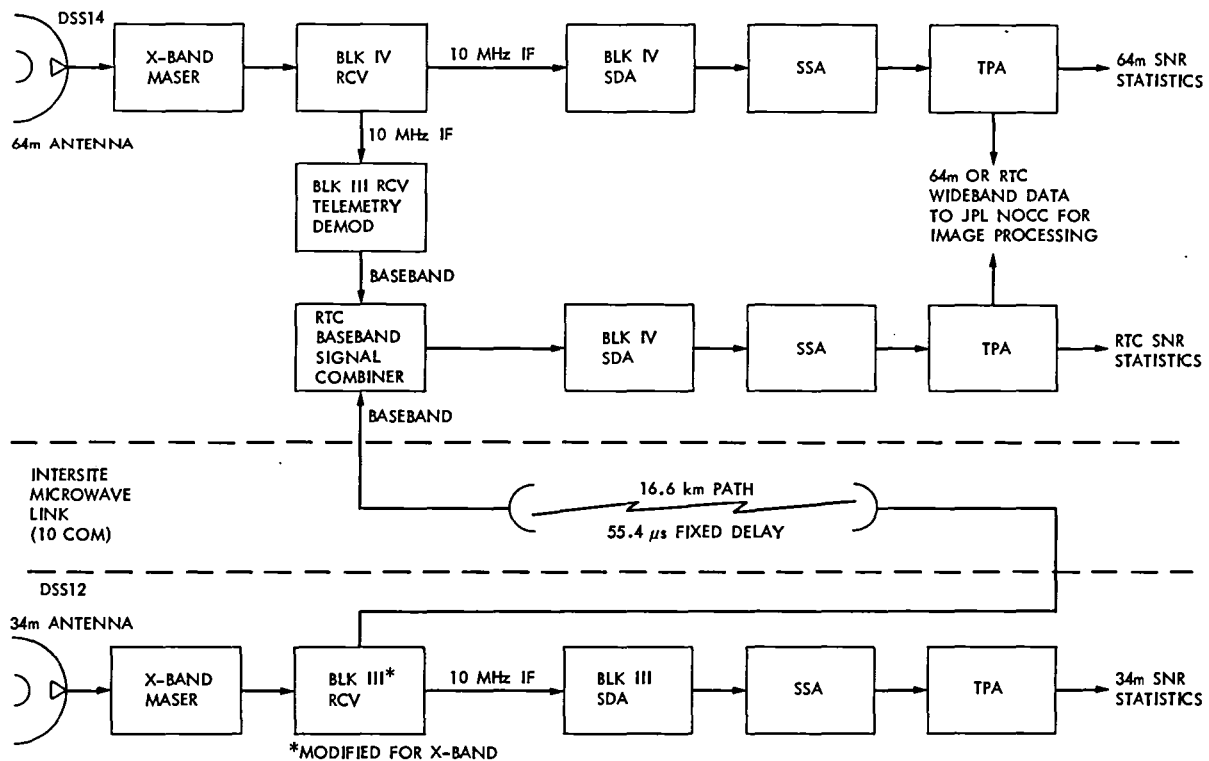 DSS14
X-BAND
MASER
BLK IV
RCV
10 MHz IF
BLK IV
SDA
SSA
TPA
64m SNR
STATISTICS
64m ANTENNA
10 MHz IF
BLK III RCV
TELEMETRY
DEMOD
64m OR RTC
WIDEBAND DATA
TO JPL NOCC FOR
IMAGE PROCESSING
BASEBAND
RTC
BASEBAND
SIGNAL
COMBINER
BLK IV
SDA
SSA
TPA
RTC SNR
STATISTICS
BASEBAND
INTERSITE
MICROWAVE
LINK
(10 COM)
16.6 km PATH
55.4 μs FIXED DELAY
DSS12
34m ANTENNA
X-BAND
MASER
BLK III*
RCV
10 MHz IF
BLK III
SDA
SSA
TPA
34m SNR
STATISTICS
*MODIFIED FOR X-BAND